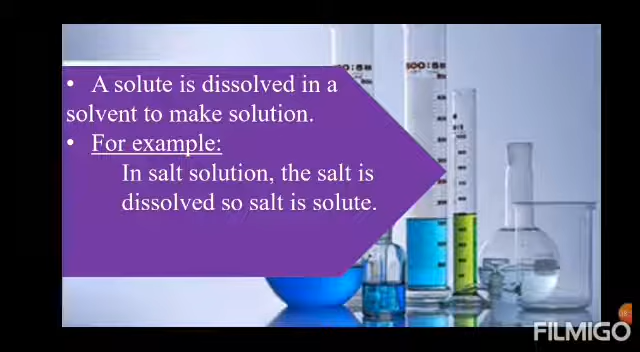 • A solute is dissolved in a
solvent to make solution.
• For example:
In salt solution, the salt is
dissolved so salt is solute.
FILMIGO